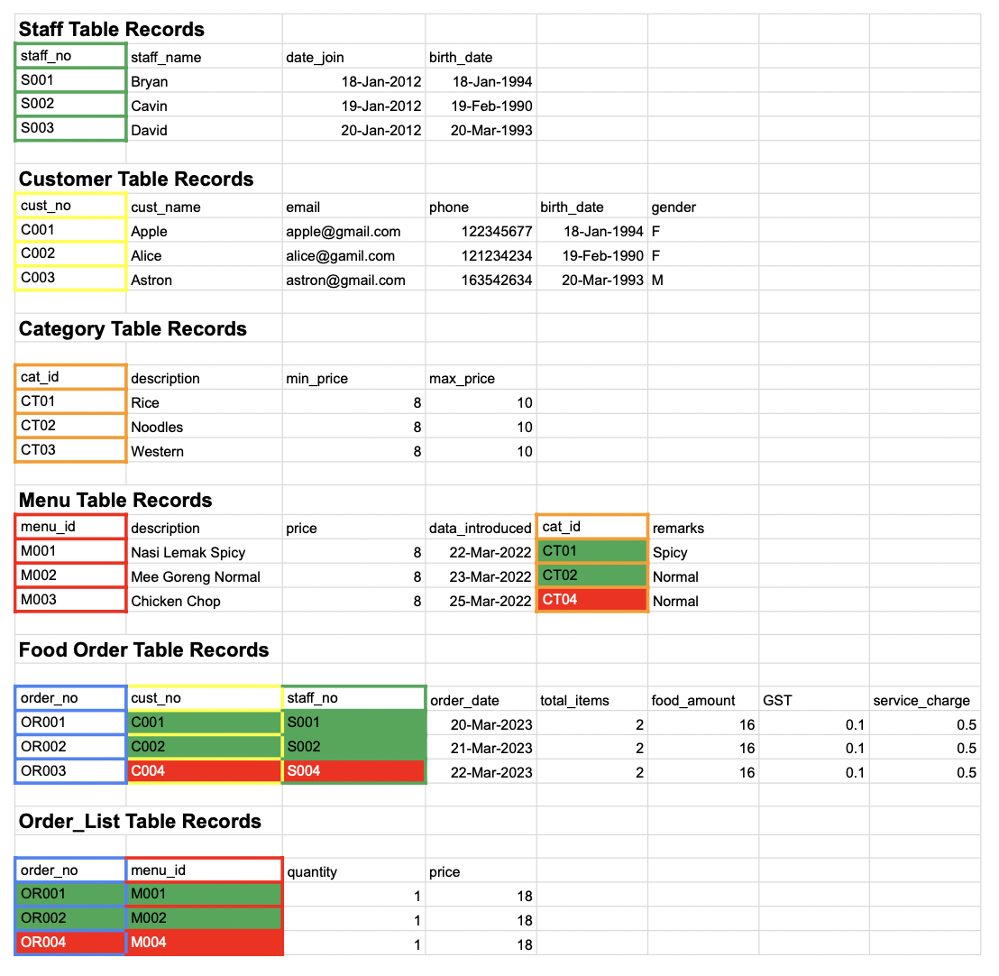 Staff Table Records
staff_no staff_name date_join birth_date
S001 Bryan 18-Jan-2012 18-Jan-1994
S002 Cavin 19-Jan-2012 19-Feb-1990
S003 David 20-Jan-2012 20-Mar-1993
Customer Table Records
cust_no cust_name email phone birth_date gender
C001 Apple apple@gmail.com 122345677 18-Jan-1994 F
C002 Alice alice@gamil.com 121234234 19-Feb-1990 F
C003 Astron astron@gmail.com 163542634 20-Mar-1993 M
Category Table Records
cat_id description min_price max_price
CT01 Rice 8 10
CT02 Noodles 8 10
CT03 Western 8 10
Menu Table Records
menu_id description price data_introduced cat_id remarks
M001 Nasi Lemak Spicy 8 22-Mar-2022 CT01 Spicy
M002 Mee Goreng Normal 8 23-Mar-2022 CT02 Normal
M003 Chicken Chop 8 25-Mar-2022 CT04 Normal
Food Order Table Records
order_no cust_no staff_no order_date total_items food_amount GST service_charge
OR001 C001 S001 20-Mar-2023 2 16 0.1 0.5
OR002 C002 S002 21-Mar-2023 2 16 0.1 0.5
OR003 C004 S004 22-Mar-2023 2 16 0.1 0.5
Order_List Table Records
order_no menu_id quantity price
OR001 M001 1 18
OR002 M002 1 18
OR004 M004 1 18